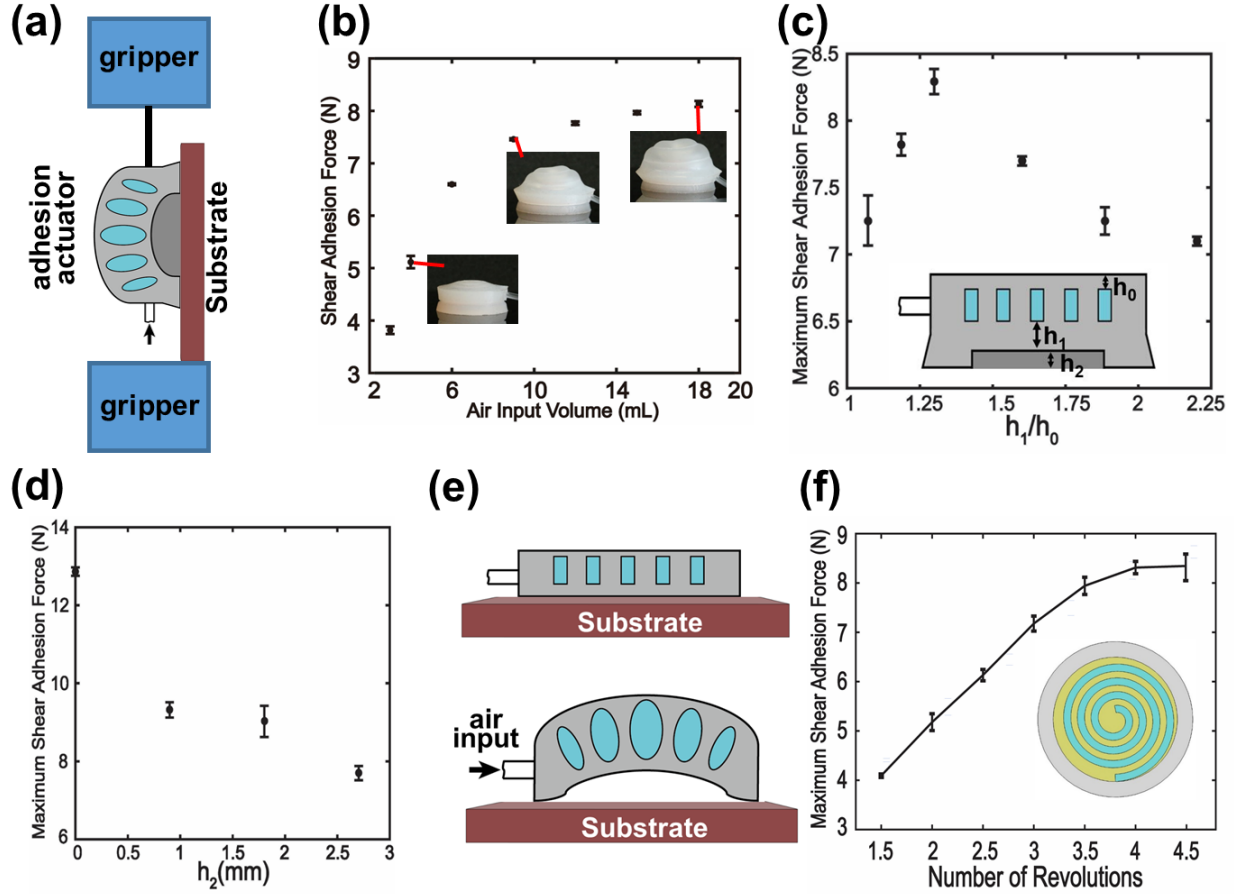 (a)
gripper
adhesion
actuator
Substrate
gripper
(b)
Shear Adhesion Force (N)
9
8
7
6
5
4
3
2 6 10 14 16 20
Air Input Volume (mL)
(c)
Maximum Shear Adhesion Force (N)
8.5
8
7.5
7
6.5
6
h0
h1
h2
1 1.25 1.5 1.75 2 2.25
h1/h0
(d)
Maximum Shear Adhesion Force (N)
14
12
10
8
6
0 0.5 1 1.5 2 2.5 3
h2(mm)
(e)
Substrate
air
input
Substrate
(f)
Maximum Shear Adhesion Force (N)
9
8
7
6
5
4
3
1.5 2 2.5 3 3.5 4 4.5
Number of Revolutions